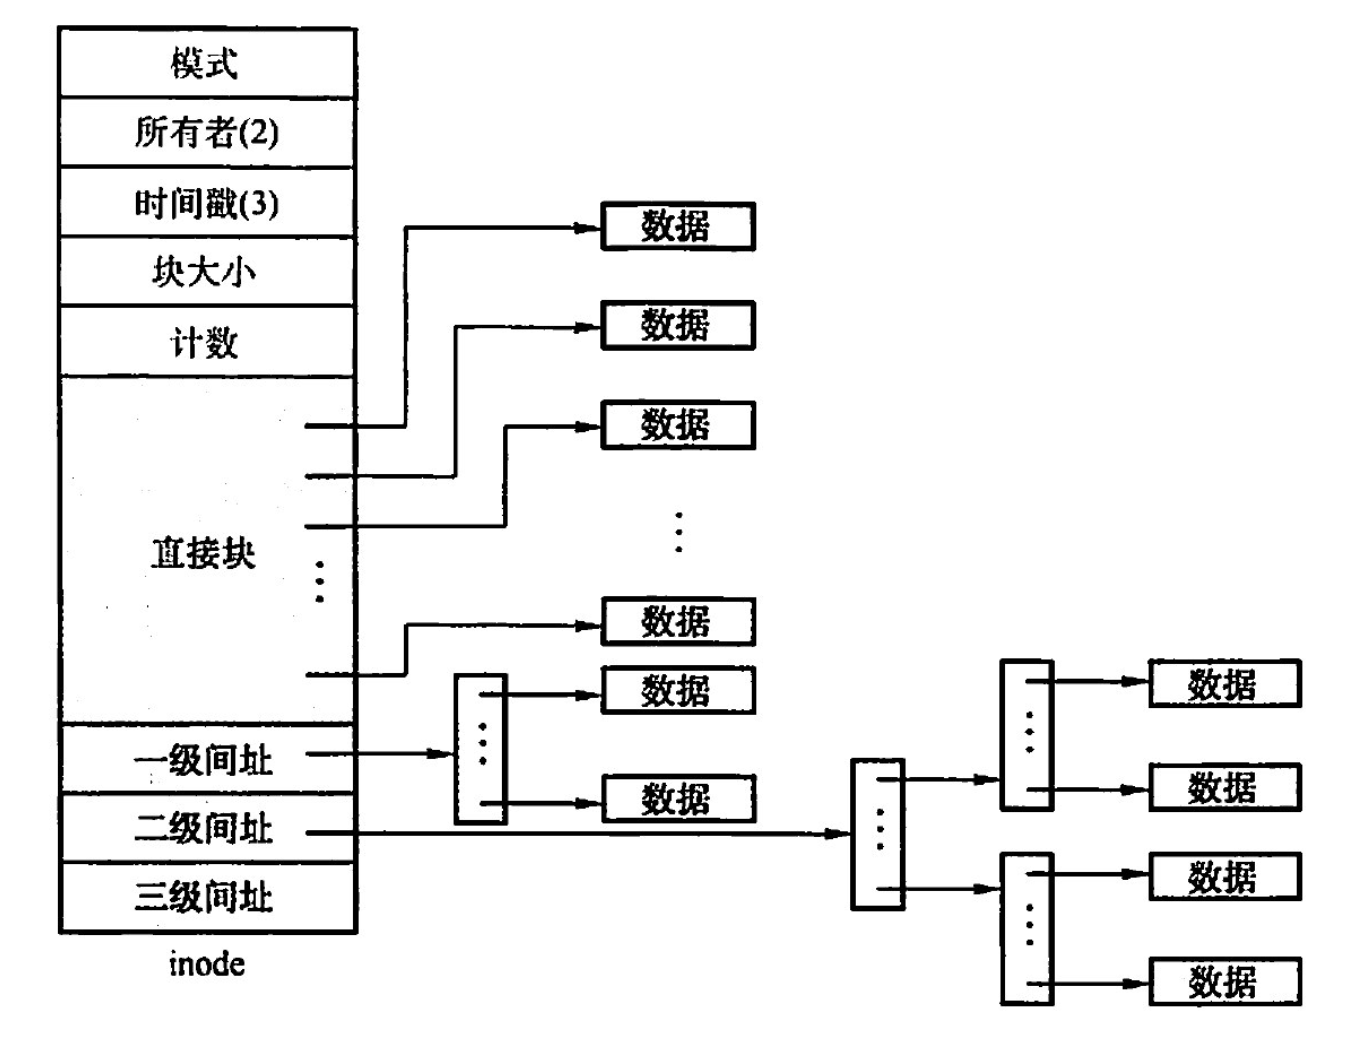 模式
所有者(2)
时间戳(3)
块大小
计数
直接块
一级间址
二级间址
三级间址
inode
数据
数据
数据
数据
数据
数据
数据
数据
数据
数据